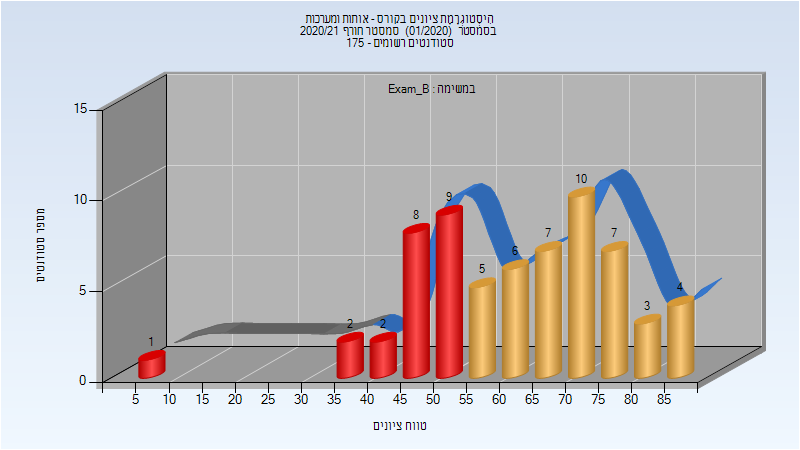 היסטוגרמת ציונים בקורס - אותות ומערכות
בסמסטר (01/2020) סמסטר חורף 2020/21
סטודנטים רשומים - 175
במשימה : Exam_B
מספר סטודנטים
15
10
5
0
1
2
2
8
9
5
6
7
10
7
3
4
5 10 15 20 25 30 35 40 45 50 55 60 65 70 75 80 85
טווח ציונים